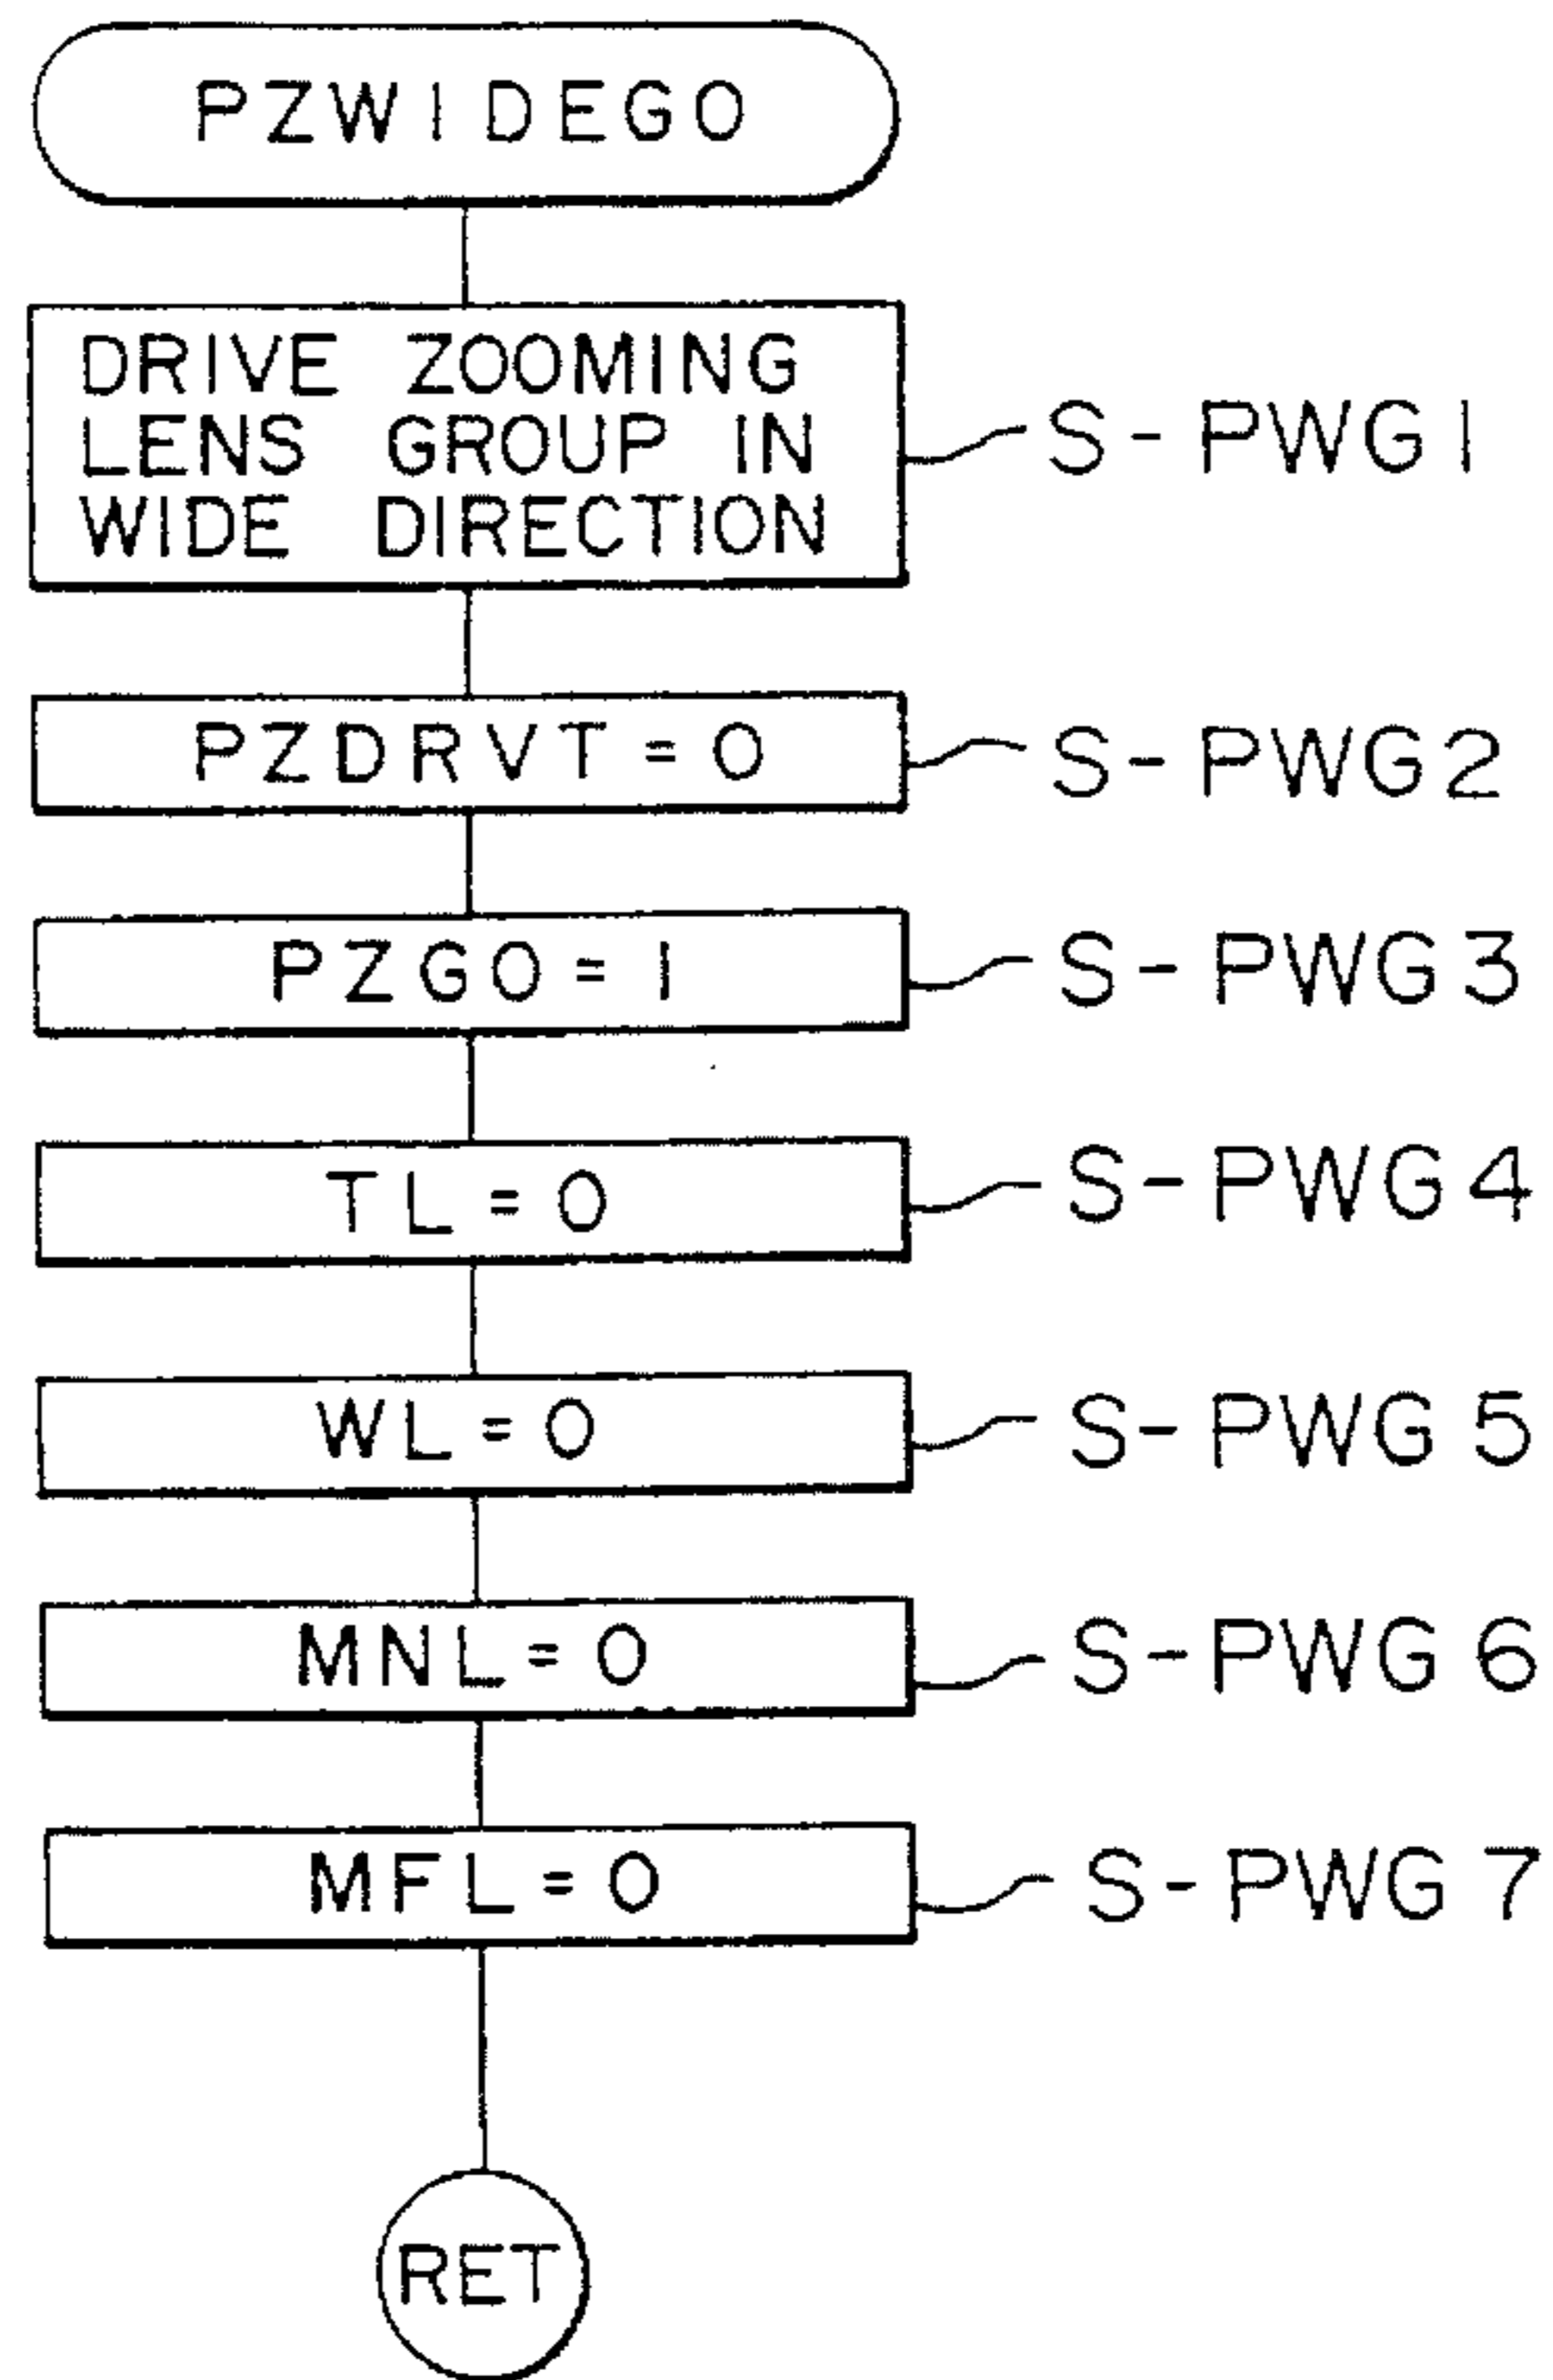 PZWIDEGO
DRIVE ZOOMING
LENS GROUP IN
WIDE DIRECTION
S-PWG1
PZDRVT=0
S-PWG2
PZGO=1
S-PWG3
TL=0
S-PWG4
WL=0
S-PWG5
MNL=0
S-PWG6
MFL=0
S-PWG7
RET